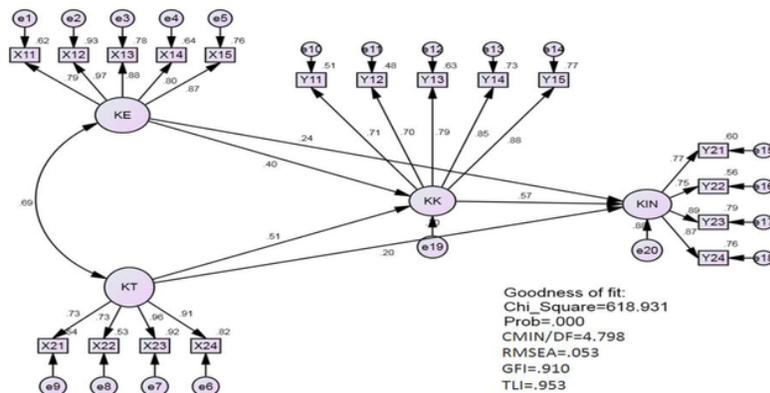 e1 e2 e3 e4 e5
.62 .93 .78 .64 .76
X11 X12 X13 X14 X15
.79 .97 .88 .80 .87
KE
e10 e11 e12 e13 e14
.51 .48 .63 .73 .77
Y11 Y12 Y13 Y14 Y15
.71 .70 .79 .85 .88
.24
.40
.69
KK
.57
KIN
e19
e20
.51
.20
.60
.77 Y21
.75 .56
Y22
.89 .79
Y23
.87 .76
Y24
KT
.73 .73 .96 .91
.53 .92 .82
X21 X22 X23 X24
e9 e8 e7 e6
Goodness of fit:
Chi_Square=618.931
Prob=.000
CMIN/DF=4.798
RMSEA=.053
GFI=.910
TLI=.953